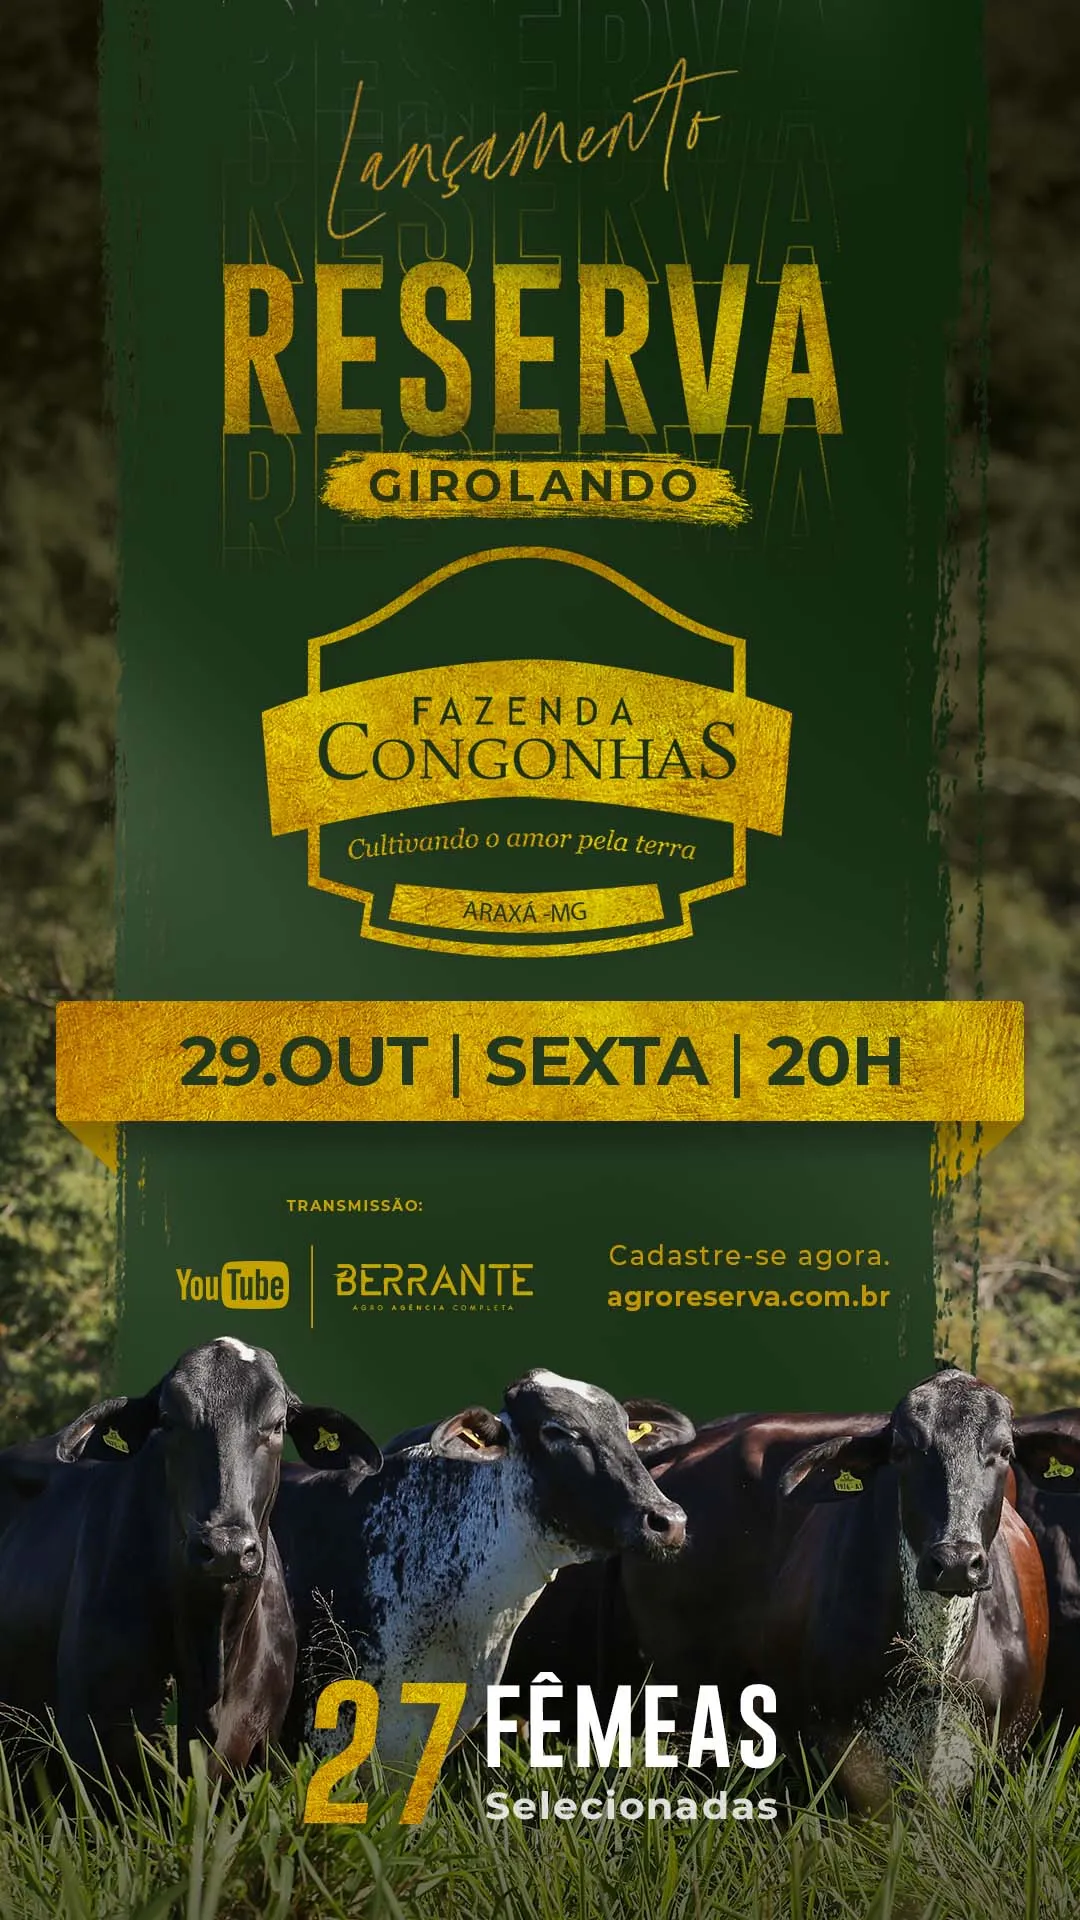 Lançamento
RESERVA
GIROLANDO
FAZENDA
CONGONHAS
Cultivando o amor pela terra
ARAXÁ -MG
29.OUT | SEXTA | 20H
TRANSMISSÃO:
YouTube
BERRANTE
AGRO AGÊNCIA COMPLETA
Cadastre-se agora.
agroreserva.com.br
27 FÊMEAS
Selecionadas